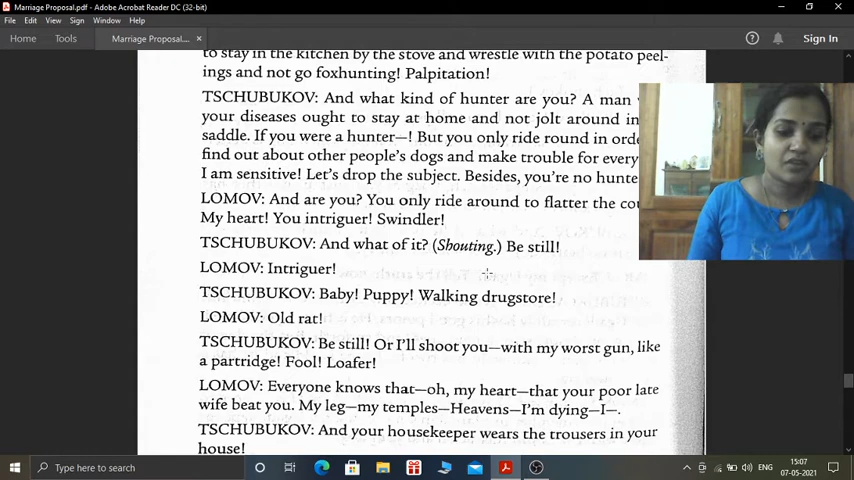 Marriage Proposal.pdf - Adobe Acrobat Reader DC (32-bit)
File Edit View Sign Window Help
Home Tools Marriage Proposal.... × Sign In
to stay in the kitchen by the stove and wrestle with the potato peel-
ings and not go foxhunting! Palpitation!
TSCHUBUKOV: And what kind of hunter are you? A man
your diseases ought to stay at home and not jolt around in
saddle. If you were a hunter—! But you only ride round in
find out about other people's dogs and make trouble for
I am sensitive! Let's drop the subject. Besides, you're no
LOMOV: And are you? You only ride around to flatter the
My heart! You intriguer! Swindler!
TSCHUBUKOV: And what of it? (Shouting.) Be still!
LOMOV: Intriguer!
TSCHUBUKOV: Baby! Puppy! Walking drugstore!
LOMOV: Old rat!
TSCHUBUKOV: Be still! Or I'll shoot you—with my worst gun, like
a partridge! Fool! Loafer!
LOMOV: Everyone knows that—oh, my heart—that your poor late
wife beat you. My leg—my temples—Heavens—I'm dying—I—.
TSCHUBUKOV: And your housekeeper wears the trousers in your
house!
Type here to search
ENG
15:07
07-05-2021